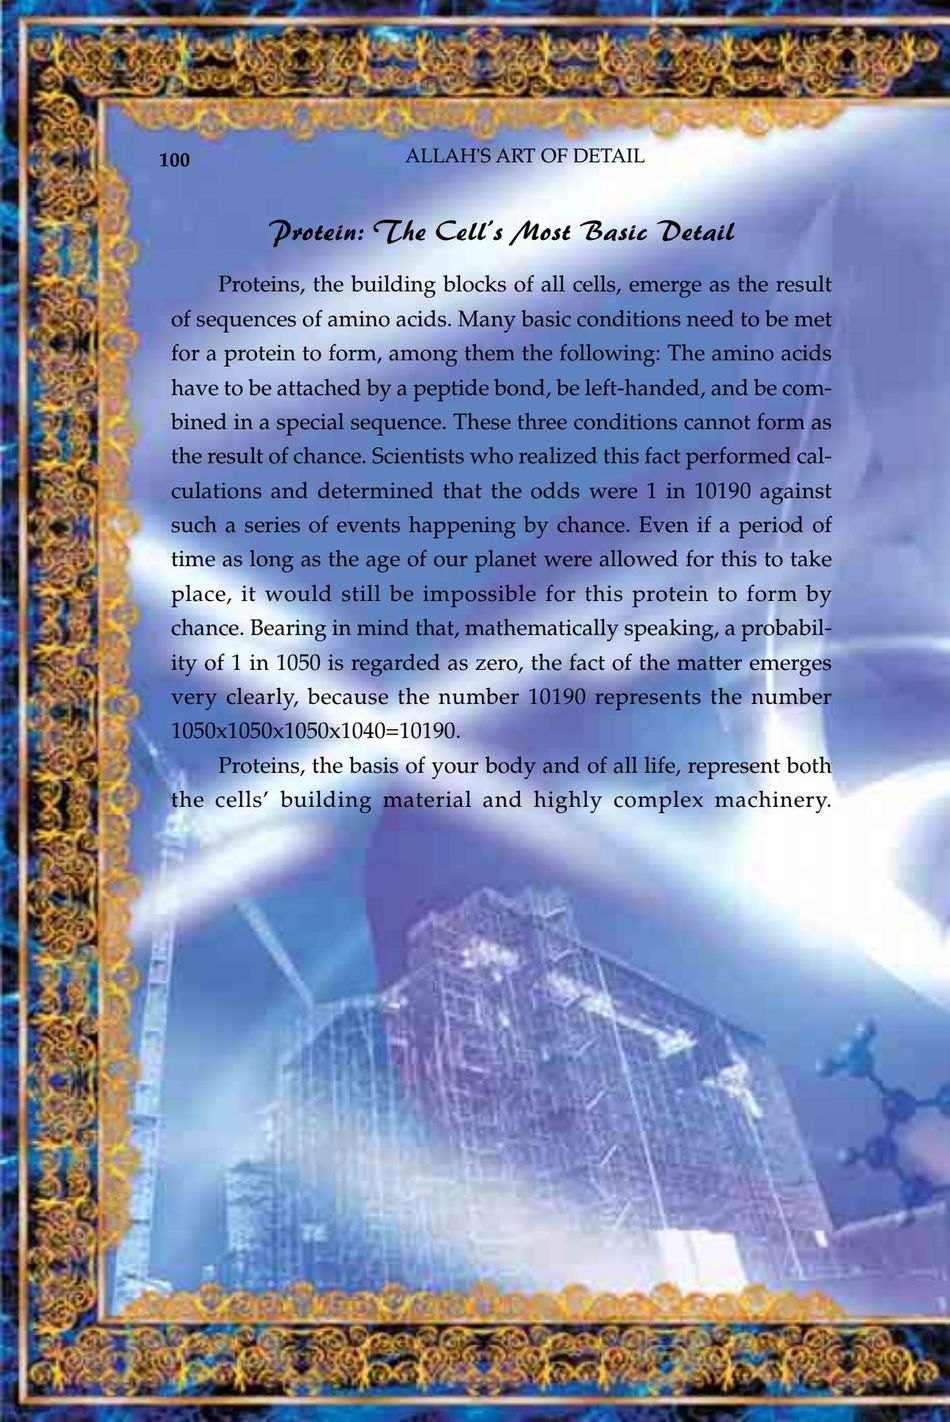 100
ALLAH'S ART OF DETAIL
Protein: The Cell's Most Basic Detail
Proteins, the building blocks of all cells, emerge as the result
of sequences of amino acids. Many basic conditions need to be met
for a protein to form, among them the following: The amino acids
have to be attached by a peptide bond, be left-handed, and be com-
bined in a special sequence. These three conditions cannot form as
the result of chance. Scientists who realized this fact performed cal-
culations and determined that the odds were 1 in 10190 against
such a series of events happening by chance. Even if a period of
time as long as the age of our planet were allowed for this to take
place, it would still be impossible for this protein to form by
chance. Bearing in mind that, mathematically speaking, a probabil-
ity of 1 in 1050 is regarded as zero, the fact of the matter emerges
very clearly, because the number 10190 represents the number
1050x1050x1050x1040=10190.
Proteins, the basis of your body and of all life, represent both
the cells’ building material and highly complex machinery.